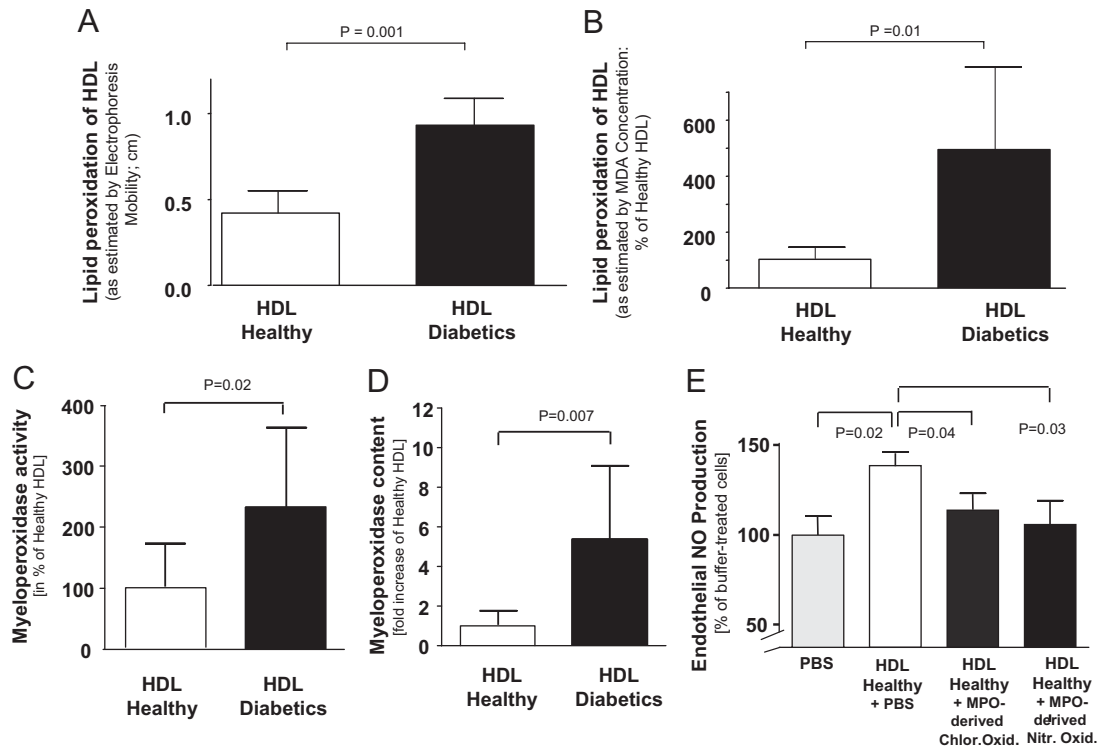 A
P = 0.001
Lipid peroxidation of HDL
(as estimated by Electrophoresis
Mobility; cm)
1.0
0.5
0.0
HDL
Healthy
HDL
Diabetics
B
P =0.01
Lipid peroxidation of HDL
(as estimated by MDA Concentration:
% of Healthy HDL)
600
400
200
0
HDL
Healthy
HDL
Diabetics
C
P=0.02
Myeloperoxidase activity
[in % of Healthy HDL]
400
300
200
100
0
HDL
Healthy
HDL
Diabetics
D
P=0.007
Myeloperoxidase content
[fold increase of Healthy HDL]
12
10
8
6
4
2
0
HDL
Healthy
HDL
Diabetics
E
P=0.02
P=0.04
P=0.03
Endothelial NO Production
[% of buffer-treated cells]
150
100
50
PBS
HDL
Healthy
+ PBS
HDL
Healthy
+ MPO-
derived
Chlor.Oxid.
HDL
Healthy
+ MPO-
derived
Nitr. Oxid.